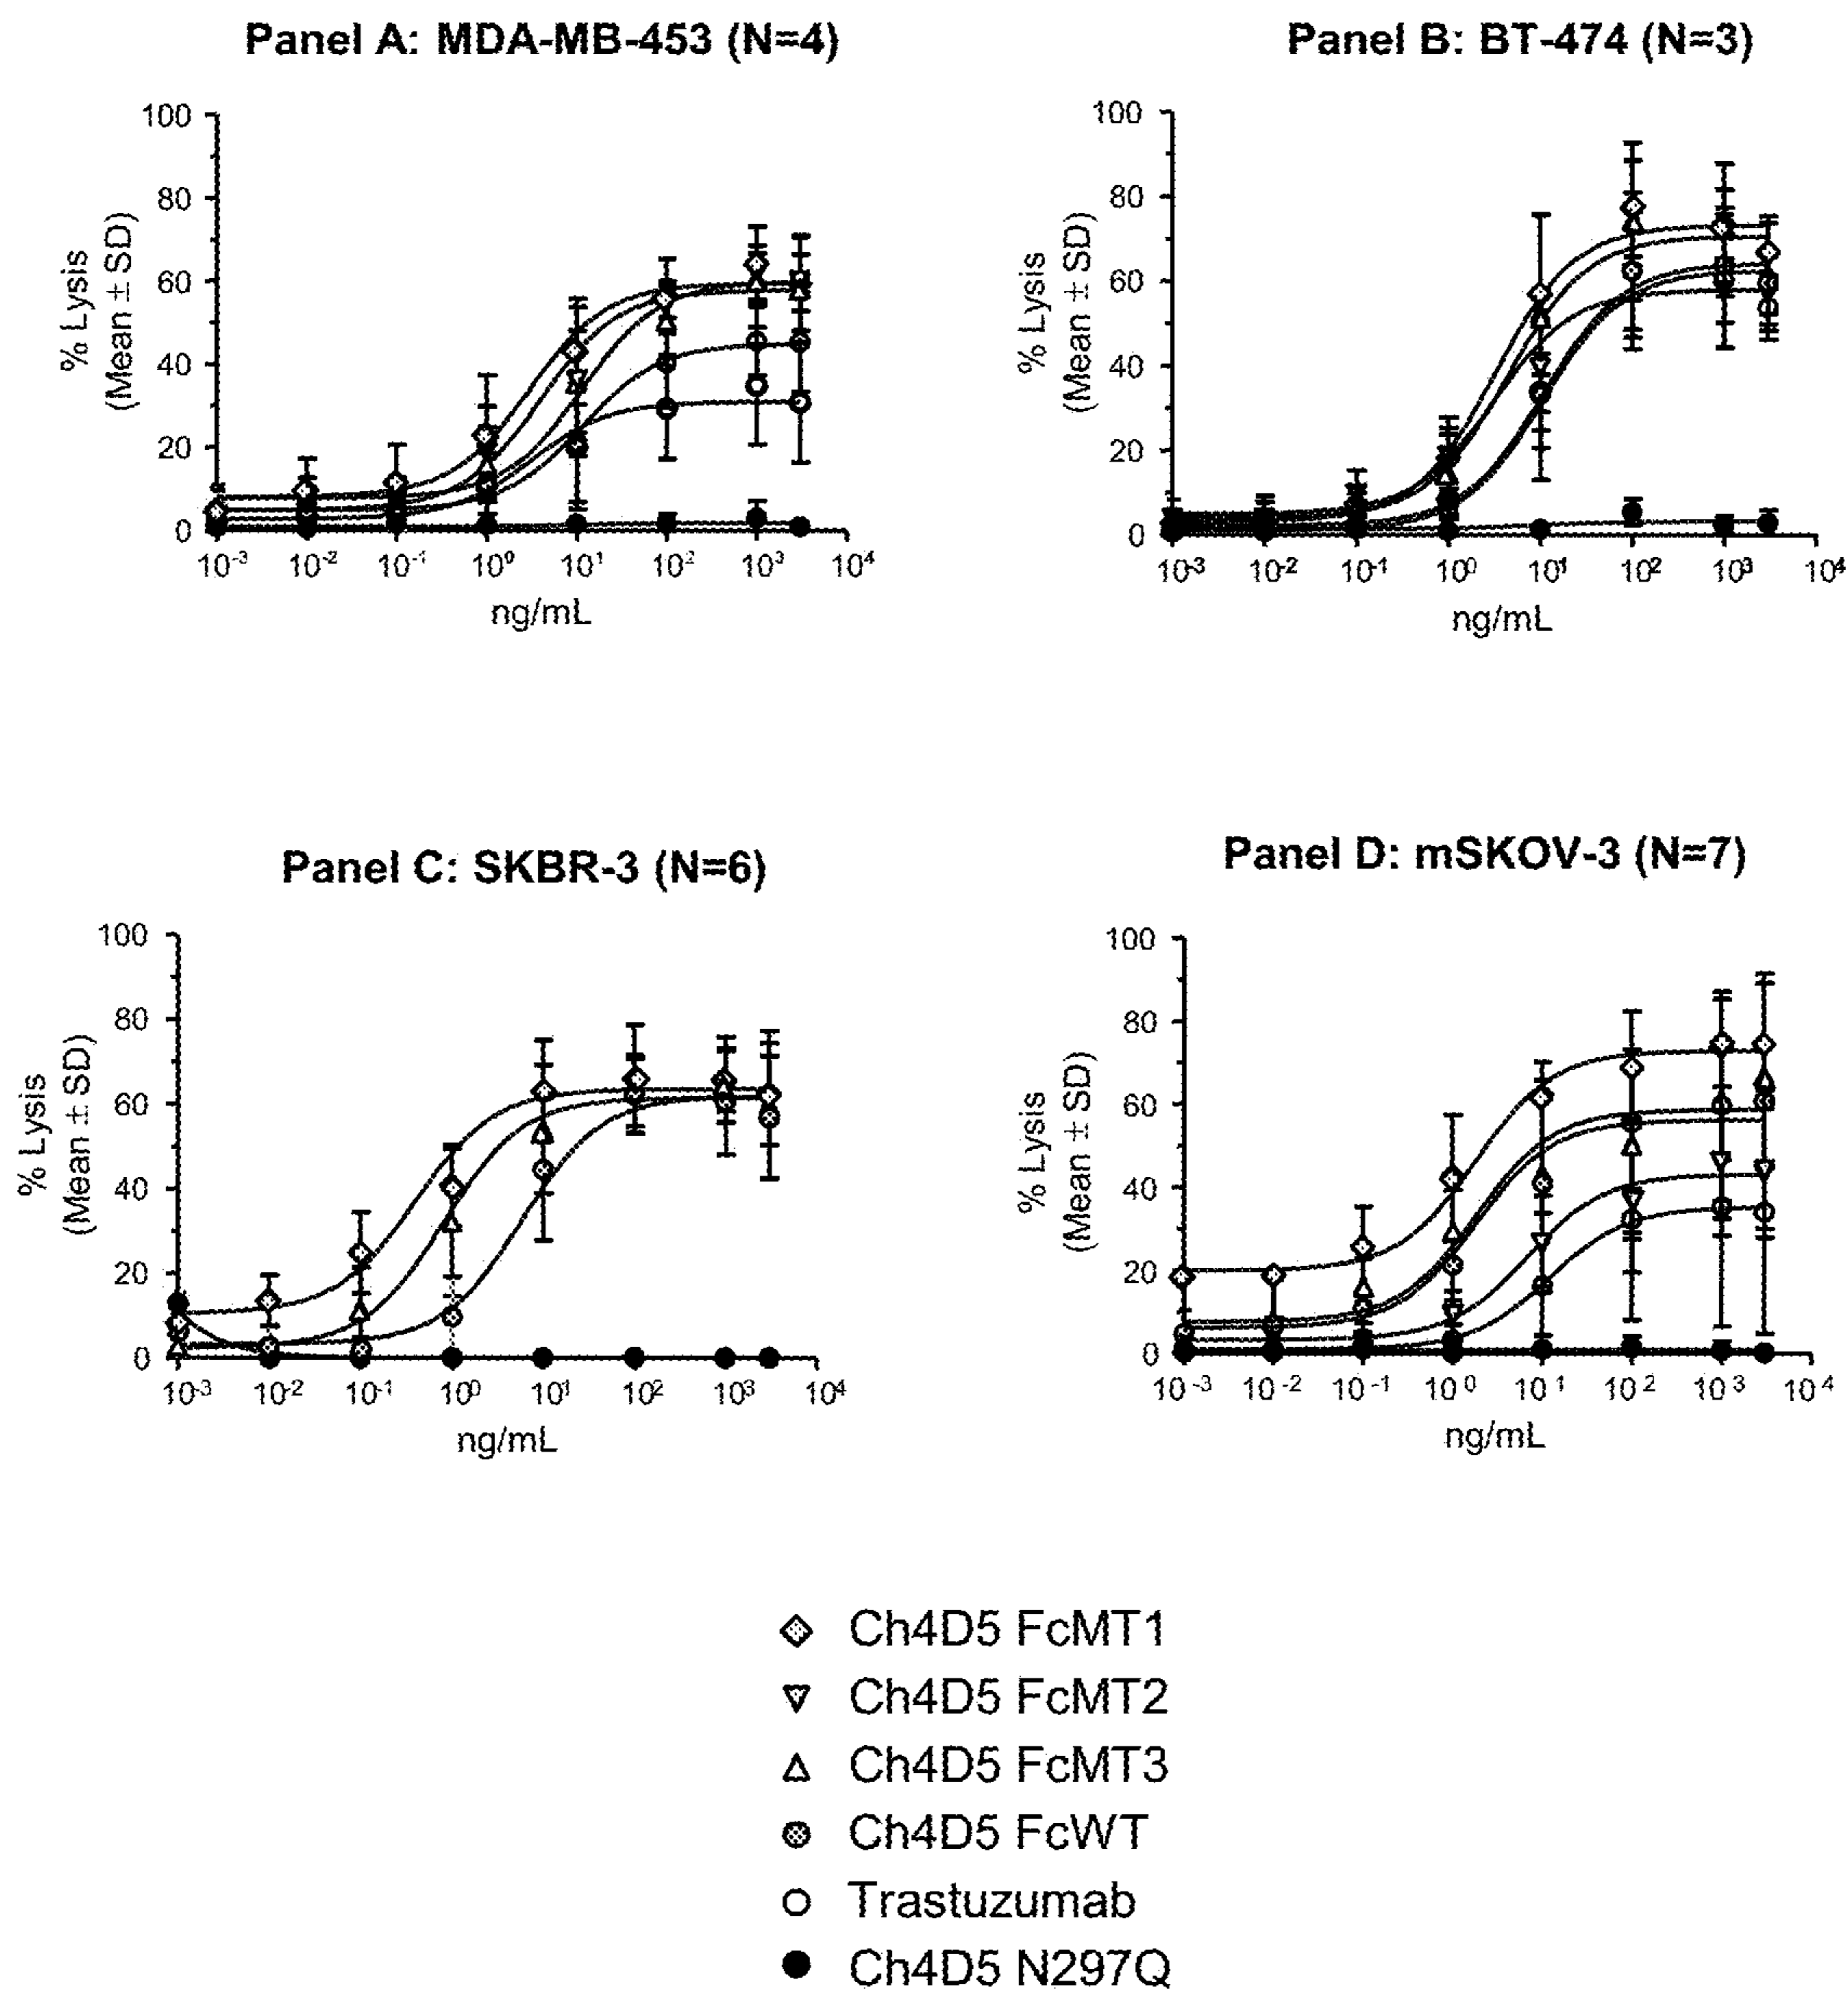 Panel A: MDA-MB-453 (N=4)
100
80
60
40
20
0
% Lysis
(Mean ± SD)
10-3 10-2 10-1 100 101 102 103 104
ng/mL
Panel B: BT-474 (N=3)
100
80
60
40
20
0
% Lysis
(Mean ± SD)
10-3 10-2 10-1 100 101 102 103 104
ng/mL
Panel C: SKBR-3 (N=6)
100
80
60
40
20
0
% Lysis
(Mean ± SD)
10-3 10-2 10-1 100 101 102 103 104
ng/mL
Panel D: mSKOV-3 (N=7)
100
80
60
40
20
0
% Lysis
(Mean ± SD)
10-3 10-2 10-1 100 101 102 103 104
ng/mL
Ch4D5 FcMT1
Ch4D5 FcMT2
Ch4D5 FcMT3
Ch4D5 FcWT
Trastuzumab
Ch4D5 N297Q